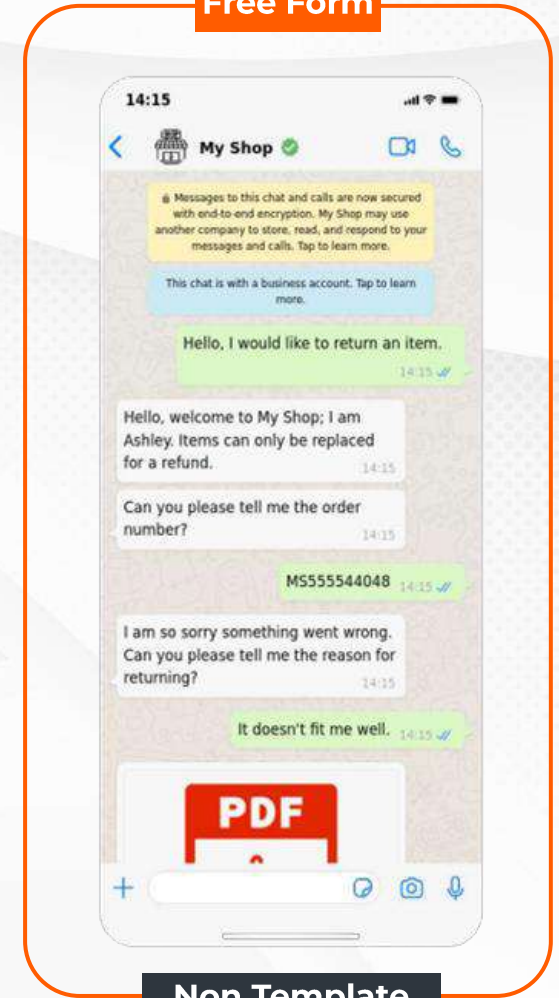 Free Form
14:15
My Shop
Messages to this chat and calls are now secured
with end-to-end encryption. My Shop may use
another company to store, read, and respond to your
messages and calls. Tap to learn more.
This chat is with a business account. Tap to learn
more.
Hello, I would like to return an item.
14:15
Hello, welcome to My Shop; I am
Ashley. Items can only be replaced
for a refund.
14:15
Can you please tell me the order
number?
14:15
MS555544048 14:15
I am so sorry something went wrong.
Can you please tell me the reason for
returning?
14:15
It doesn't fit me well. 14:15
PDF
Non Template